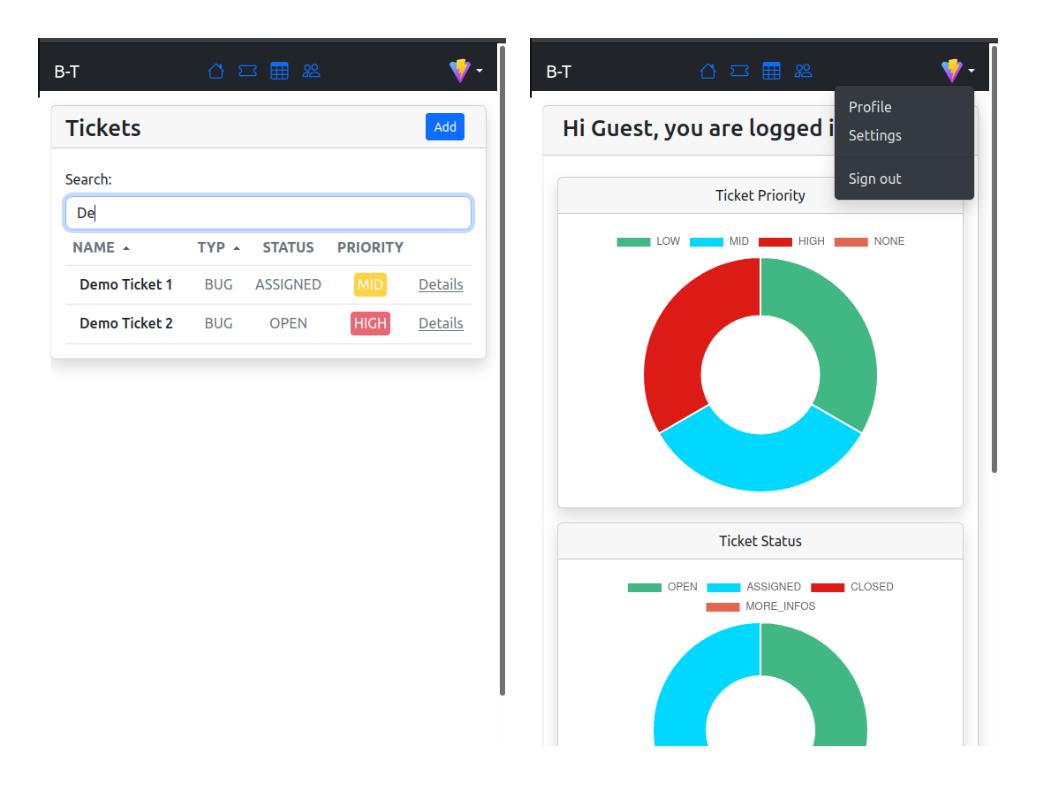 B-T
Tickets
Add
Search:
De
NAME TYP STATUS PRIORITY
Demo Ticket 1 BUG ASSIGNED MID Details
Demo Ticket 2 BUG OPEN HIGH Details
B-T
Profile
Settings
Sign out
Hi Guest, you are logged i
Ticket Priority
LOW MID HIGH NONE
Ticket Status
OPEN ASSIGNED CLOSED
MORE_INFOS